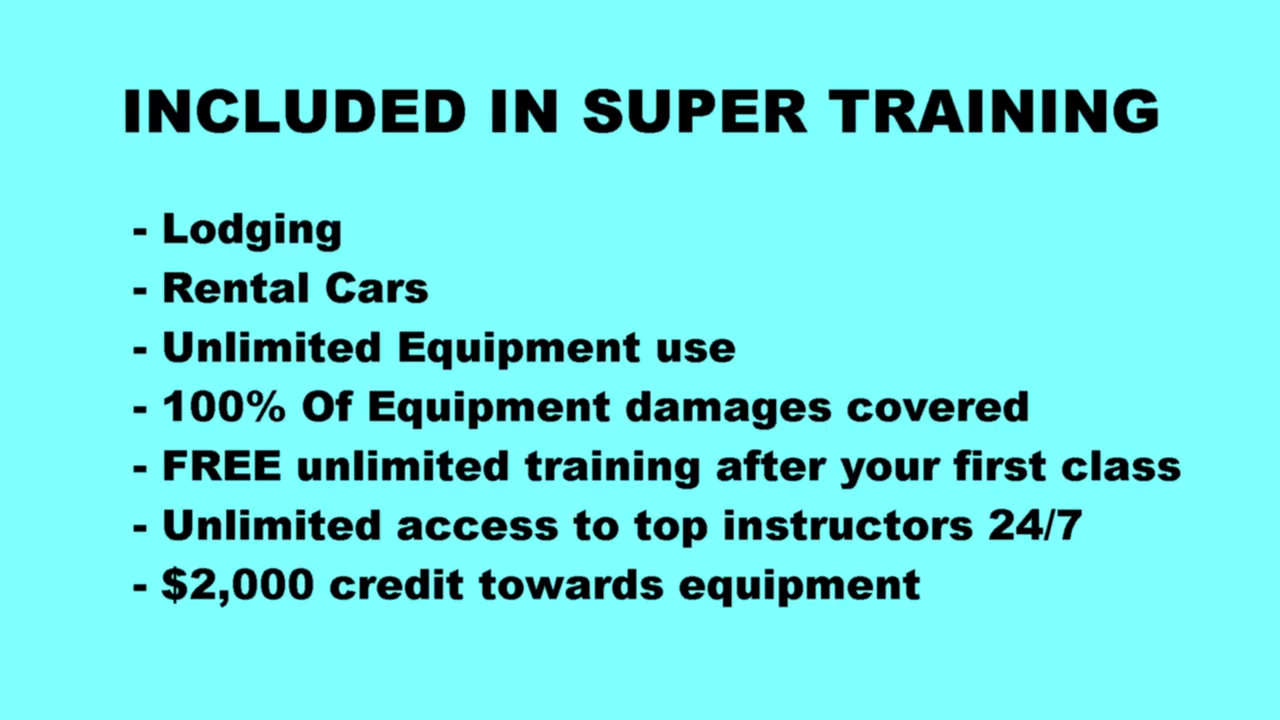 INCLUDED IN SUPER TRAINING
- Lodging
- Rental Cars
- Unlimited Equipment use
- 100% Of Equipment damages covered
- FREE unlimited training after your first class
- Unlimited access to top instructors 24/7
- $2,000 credit towards equipment